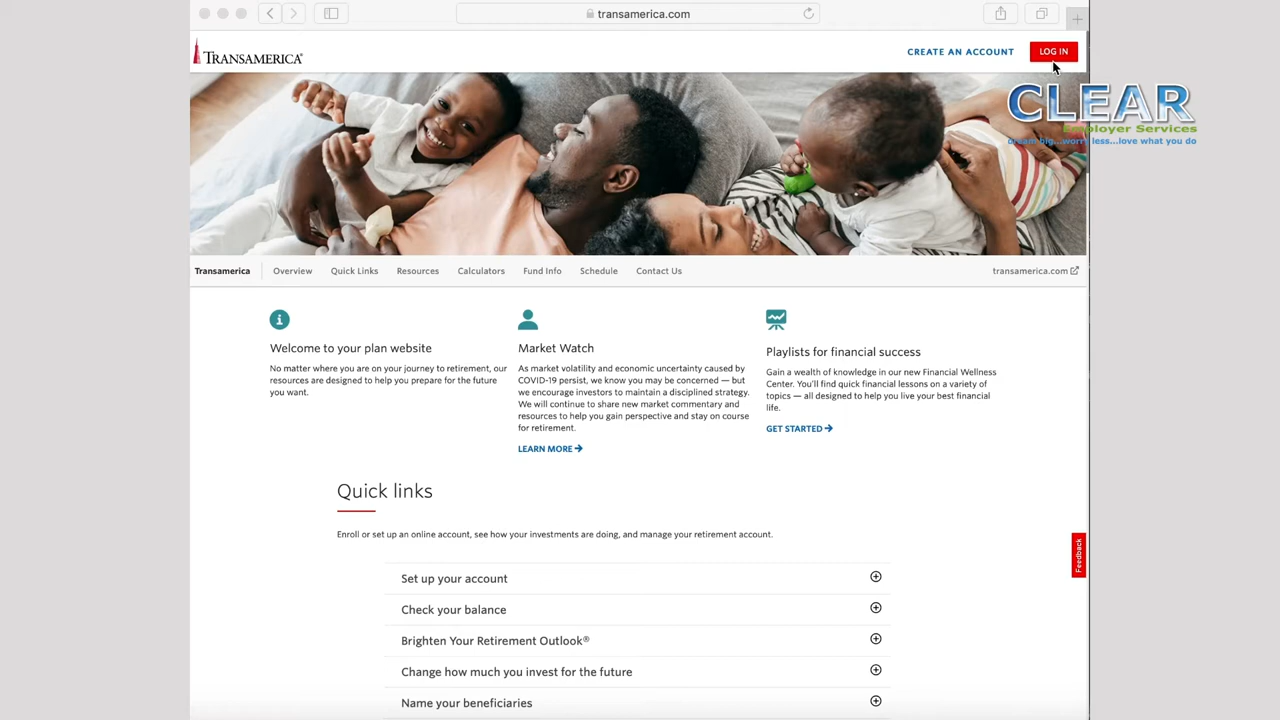 transamerica.com
TRANSAMERICA®
CREATE AN ACCOUNT
LOG IN
CLEAR
Employer Services
dream big...worry less...love what you do
Transamerica
Overview
Quick Links
Resources
Calculators
Fund Info
Schedule
Contact Us
transamerica.com
Welcome to your plan website
No matter where you are on your journey to retirement, our
resources are designed to help you prepare for the future
you want.
Market Watch
As market volatility and economic uncertainty caused by
COVID-19 persist, we know you may be concerned — but
we encourage investors to maintain a disciplined strategy.
We will continue to share new market commentary and
resources to help you gain perspective and stay on course
for retirement.
LEARN MORE
Playlists for financial success
Gain a wealth of knowledge in our new Financial Wellness
Center. You'll find quick financial lessons on a variety of
topics — all designed to help you live your best financial
life.
GET STARTED
Quick links
Enroll or set up an online account, see how your investments are doing, and manage your retirement account.
Feedback
Set up your account
Check your balance
Brighten Your Retirement Outlook®
Change how much you invest for the future
Name your beneficiaries